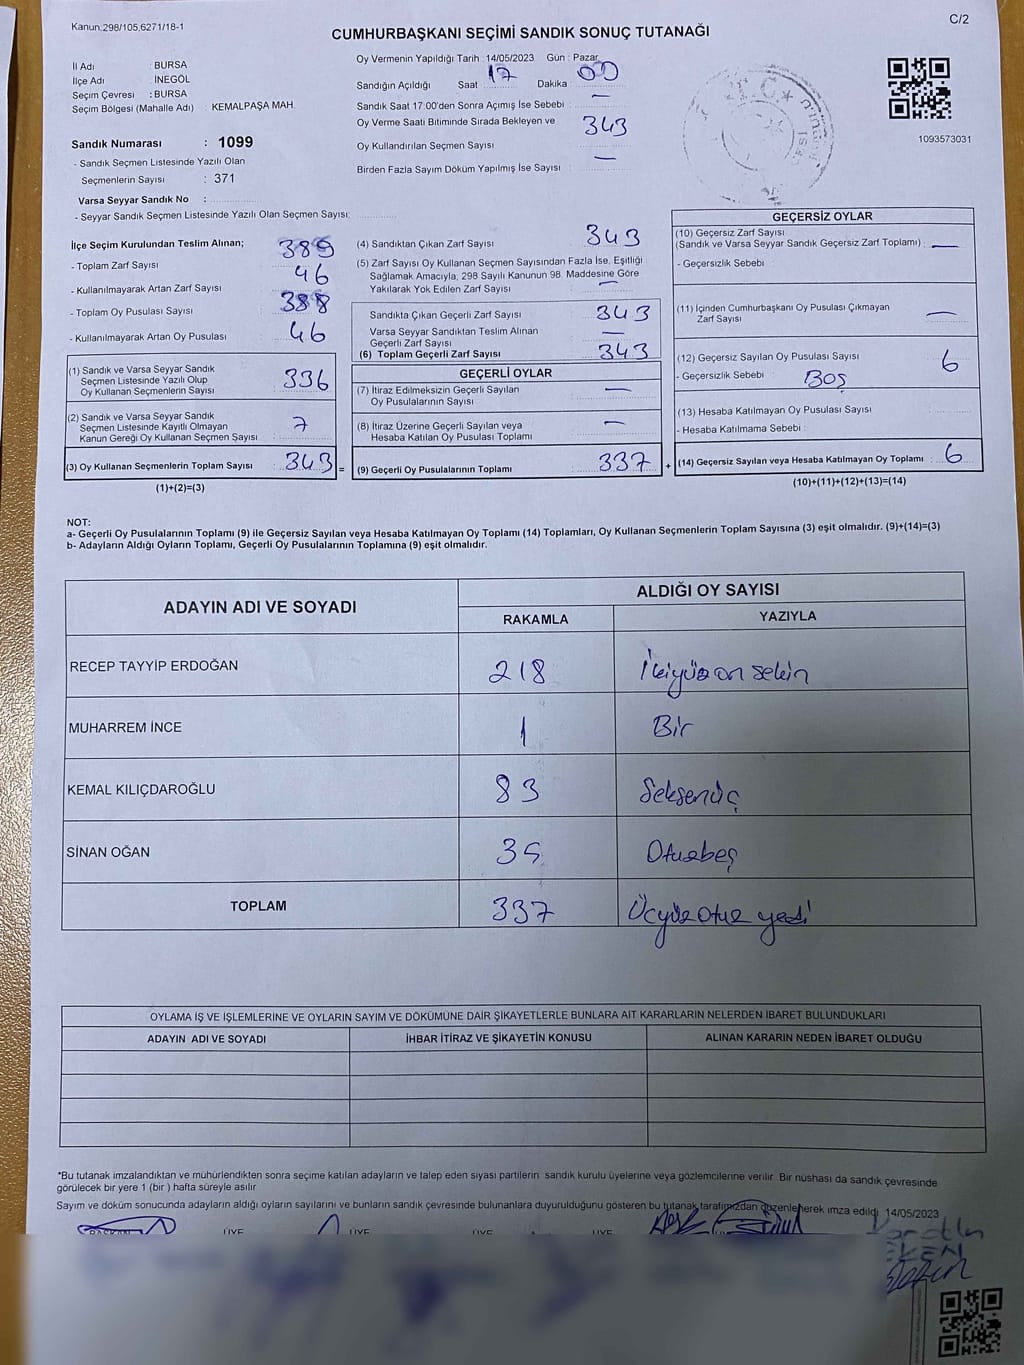 Kanun:298/105,6271/18-1
C/2
CUMHURBAŞKANI SEÇİMİ SANDIK SONUÇ TUTANAĞI
İl Adı : BURSA
İlçe Adı : İNEGÖL
Seçim Çevresi : BURSA
Seçim Bölgesi (Mahalle Adı) : KEMALPAŞA MAH.
Sandık Numarası : 1099
- Sandık Seçmen Listesinde Yazılı Olan
Seçmenlerin Sayısı : 371
Varsa Seyyar Sandık No :
- Seyyar Sandık Seçmen Listesinde Yazılı Olan Seçmen Sayısı:
Oy Vermenin Yapıldığı Tarih :14/05/2023 Gün : Pazar
Sandığın Açıldığı Saat 17 Dakika 00
Sandık Saat 17:00'den Sonra Açımış İse Sebebi : —
Oy Verme Saati Bitiminde Sırada Bekleyen ve
Oy Kullandırılan Seçmen Sayısı 343
Birden Fazla Sayım Döküm Yapılmış İse Sayısı : —
1093573031
İlçe Seçim Kurulundan Teslim Alınan;
- Toplam Zarf Sayısı 389
- Kullanılmayarak Artan Zarf Sayısı 46
- Toplam Oy Pusulası Sayısı 388
- Kullanılmayarak Artan Oy Pusulası 46
(1) Sandık ve Varsa Seyyar Sandık
Seçmen Listesinde Yazılı Olup
Oy Kullanan Seçmenlerin Sayısı 336
(2) Sandık ve Varsa Seyyar Sandık
Seçmen Listesinde Kayıtlı Olmayan
Kanun Gereği Oy Kullanan Seçmen Sayısı 7
(3) Oy Kullanan Seçmenlerin Toplam Sayısı 343 =
(1)+(2)=(3)
(4) Sandıktan Çıkan Zarf Sayısı 343
(5) Zarf Sayısı Oy Kullanan Seçmen Sayısından Fazla İse, Eşitliği
Sağlamak Amacıyla, 298 Sayılı Kanunun 98. Maddesine Göre
Yakılarak Yok Edilen Zarf Sayısı —
Sandıkta Çıkan Geçerli Zarf Sayısı 343
Varsa Seyyar Sandıktan Teslim Alınan
Geçerli Zarf Sayısı —
(6) Toplam Geçerli Zarf Sayısı 343
GEÇERLİ OYLAR
(7) İtiraz Edilmeksizin Geçerli Sayılan
Oy Pusulalarının Sayısı —
(8) İtiraz Üzerine Geçerli Sayılan veya
Hesaba Katılan Oy Pusulası Toplamı —
(9) Geçerli Oy Pusulalarının Toplamı 337 +
GEÇERSİZ OYLAR
(10) Geçersiz Zarf Sayısı
(Sandık ve Varsa Seyyar Sandık Geçersiz Zarf Toplamı) : —
- Geçersizlik Sebebi :
(11) İçinden Cumhurbaşkanı Oy Pusulası Çıkmayan
Zarf Sayısı —
(12) Geçersiz Sayılan Oy Pusulası Sayısı 6
- Geçersizlik Sebebi : BOŞ
(13) Hesaba Katılmayan Oy Pusulası Sayısı
- Hesaba Katılmama Sebebi :
(14) Geçersiz Sayılan veya Hesaba Katılmayan Oy Toplamı : 6
(10)+(11)+(12)+(13)=(14)
NOT:
a- Geçerli Oy Pusulalarının Toplamı (9) ile Geçersiz Sayılan veya Hesaba Katılmayan Oy Toplamı (14) Toplamları, Oy Kullanan Seçmenlerin Toplam Sayısına (3) eşit olmalıdır. (9)+(14)=(3)
b- Adayların Aldığı Oyların Toplamı, Geçerli Oy Pusulalarının Toplamına (9) eşit olmalıdır.
ADAYIN ADI VE SOYADI
ALDIĞI OY SAYISI
RAKAMLA YAZIYLA
RECEP TAYYİP ERDOĞAN 218 İkiyüz on sekin
MUHARREM İNCE 1 Bir
KEMAL KILIÇDAROĞLU 83 Seksenüç
SİNAN OĞAN 35 Otuzbeş
TOPLAM 337 Üçyüz otuz yedi
OYLAMA İŞ VE İŞLEMLERİNE VE OYLARIN SAYIM VE DÖKÜMÜNE DAİR ŞİKAYETLERLE BUNLARA AİT KARARLARIN NELERDEN İBARET BULUNDUKLARI
ADAYIN ADI VE SOYADI İHBAR İTİRAZ VE ŞİKAYETİN KONUSU ALINAN KARARIN NEDEN İBARET OLDUĞU
*Bu tutanak imzalandıktan ve mühürlendikten sonra seçime katılan adayların ve talep eden siyasi partilerin sandık kurulu üyelerine veya gözlemcilerine verilir. Bir nüshası da sandık çevresinde
görülecek bir yere 1 (bir ) hafta süreyle asılır.
Sayım ve döküm sonucunda adayların aldığı oyların sayılarını ve bunların sandık çevresinde bulunanlara duyurulduğunu gösteren bu tutanak tarafımızdan düzenlenerek imza edildi. 14/05/2023
BAŞKAN ÜYE ÜYE ÜYE ÜYE